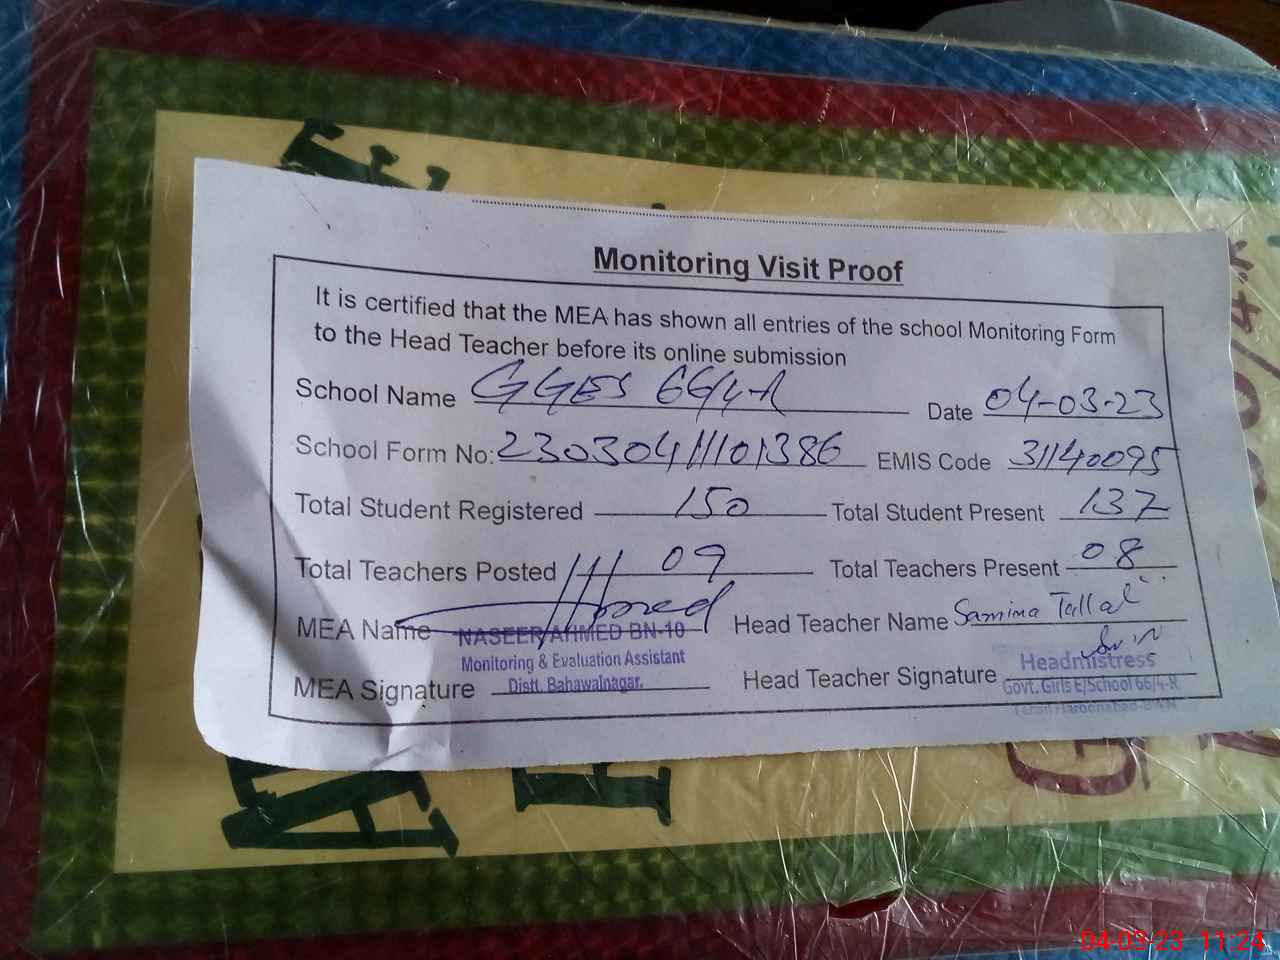 Monitoring Visit Proof
It is certified that the MEA has shown all entries of the school Monitoring Form
to the Head Teacher before its online submission
School Name GGES 66/4-R Date 04-03-23
School Form No: 23030411101386 EMIS Code 31140095
Total Student Registered 150 Total Student Present 137
Total Teachers Posted 09 Total Teachers Present 08
MEA Name NASEER AHMED BN-10 Head Teacher Name Samina Tallat
Monitoring & Evaluation Assistant
MEA Signature Distt. Bahawalnagar. Head Teacher Signature Headmistress
Govt. Girls E/School 66/4-R
04-03-23 11:24